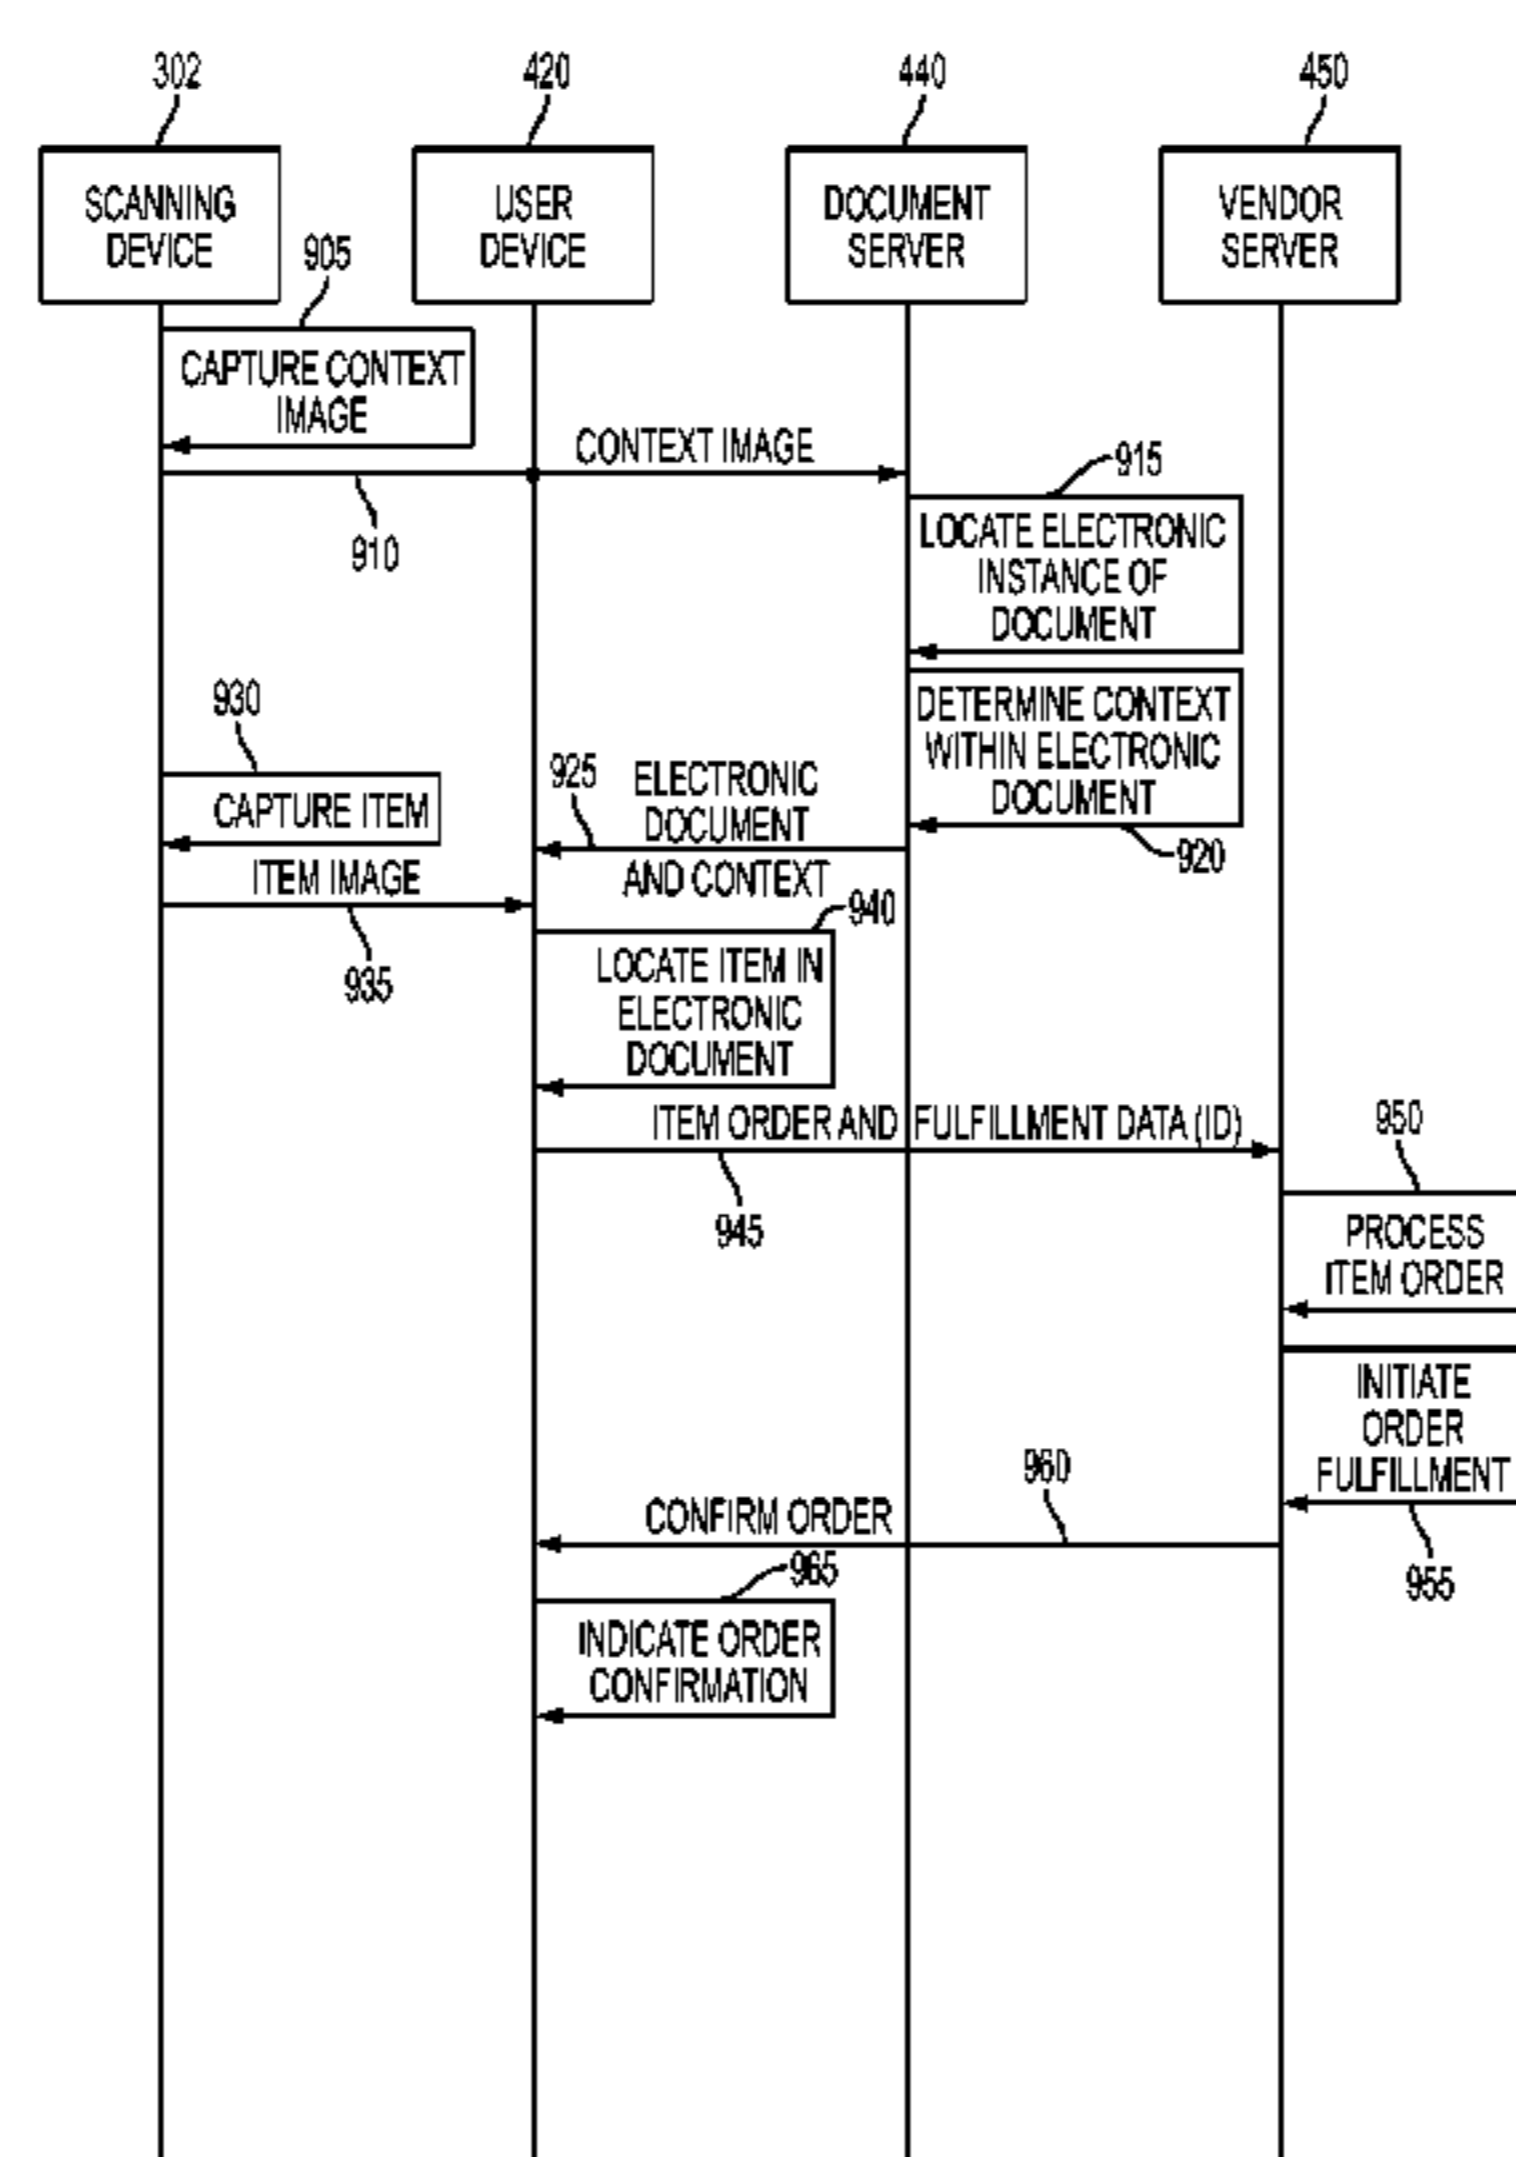 302
420
440
450
SCANNING
DEVICE
USER
DEVICE
DOCUMENT
SERVER
VENDOR
SERVER
905
CAPTURE CONTEXT
IMAGE
CONTEXT IMAGE
910
915
LOCATE ELECTRONIC
INSTANCE OF
DOCUMENT
DETERMINE CONTEXT
WITHIN ELECTRONIC
DOCUMENT
920
930
CAPTURE ITEM
925
ELECTRONIC
DOCUMENT
AND CONTEXT
ITEM IMAGE
935
940
LOCATE ITEM IN
ELECTRONIC
DOCUMENT
ITEM ORDER AND FULFILLMENT DATA (ID)
945
950
PROCESS
ITEM ORDER
INITIATE
ORDER
FULFILLMENT
955
960
CONFIRM ORDER
965
INDICATE ORDER
CONFIRMATION